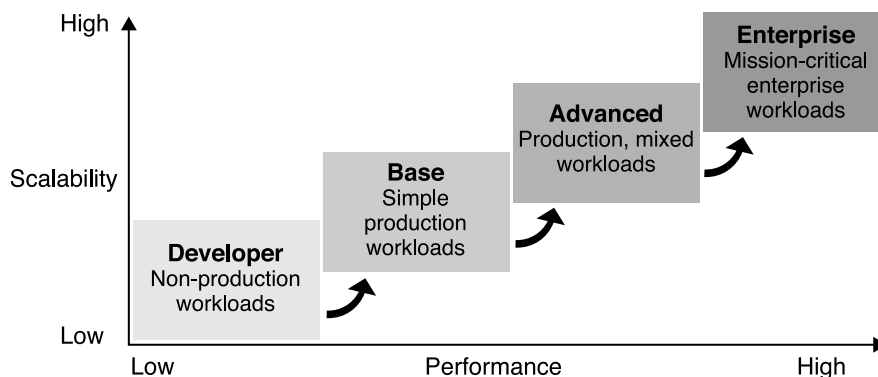 High
Enterprise
Mission-critical
enterprise
workloads
Advanced
Production, mixed
workloads
Scalability
Base
Simple
production
workloads
Developer
Non-production
workloads
Low
Low
Performance
High